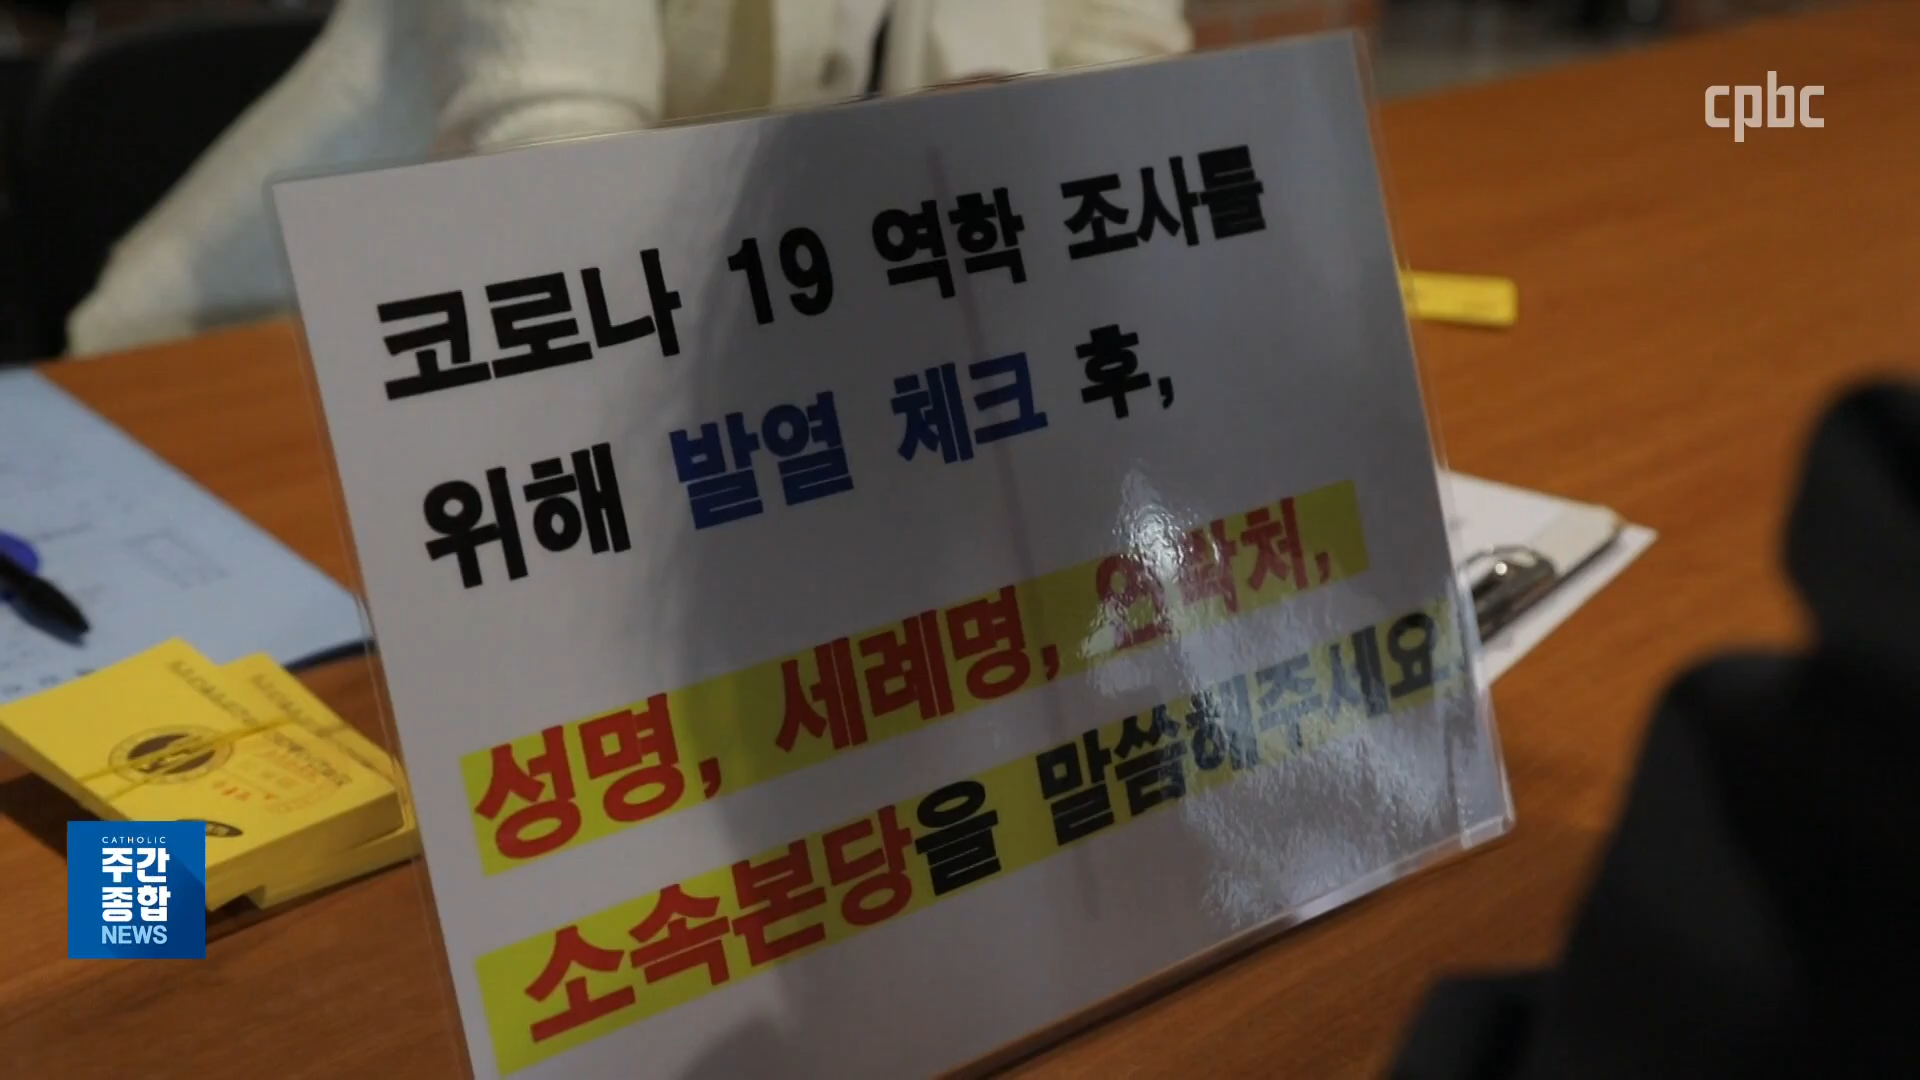 cpbc
코로나 19 역학 조사를
위해 발열 체크 후,
성명, 세례명, 연락처,
소속본당을 말씀해주세요.
CATHOLIC
주간
종합
NEWS